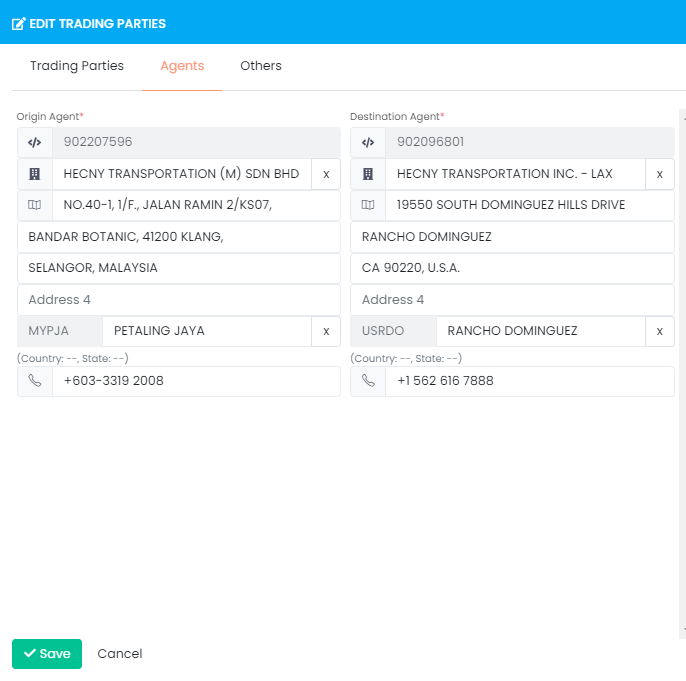 EDIT TRADING PARTIES
Trading Parties Agents Others
Origin Agent*
902207596
HECNY TRANSPORTATION (M) SDN BHD x
NO.40-1, 1/F., JALAN RAMIN 2/KS07,
BANDAR BOTANIC, 41200 KLANG,
SELANGOR, MALAYSIA
Address 4
MYPJA PETALING JAYA x
(Country: --, State: --)
+603-3319 2008
Destination Agent*
902096801
HECNY TRANSPORTATION INC. - LAX x
19550 SOUTH DOMINGUEZ HILLS DRIVE
RANCHO DOMINGUEZ
CA 90220, U.S.A.
Address 4
USRDO RANCHO DOMINGUEZ x
(Country: --, State: --)
+1 562 616 7888
Save Cancel